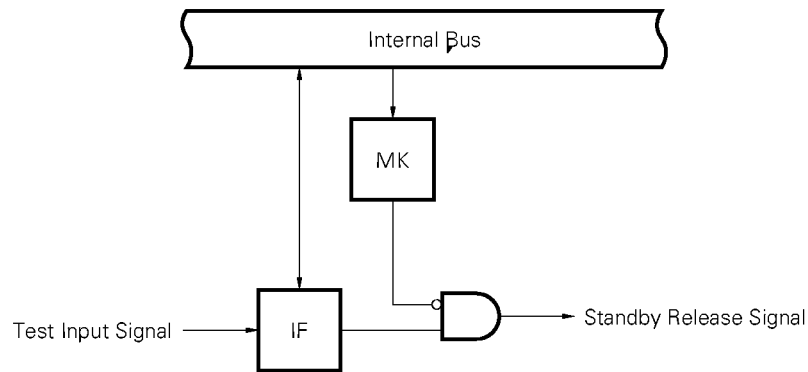 Internal Bus
MK
Test Input Signal
IF
Standby Release Signal